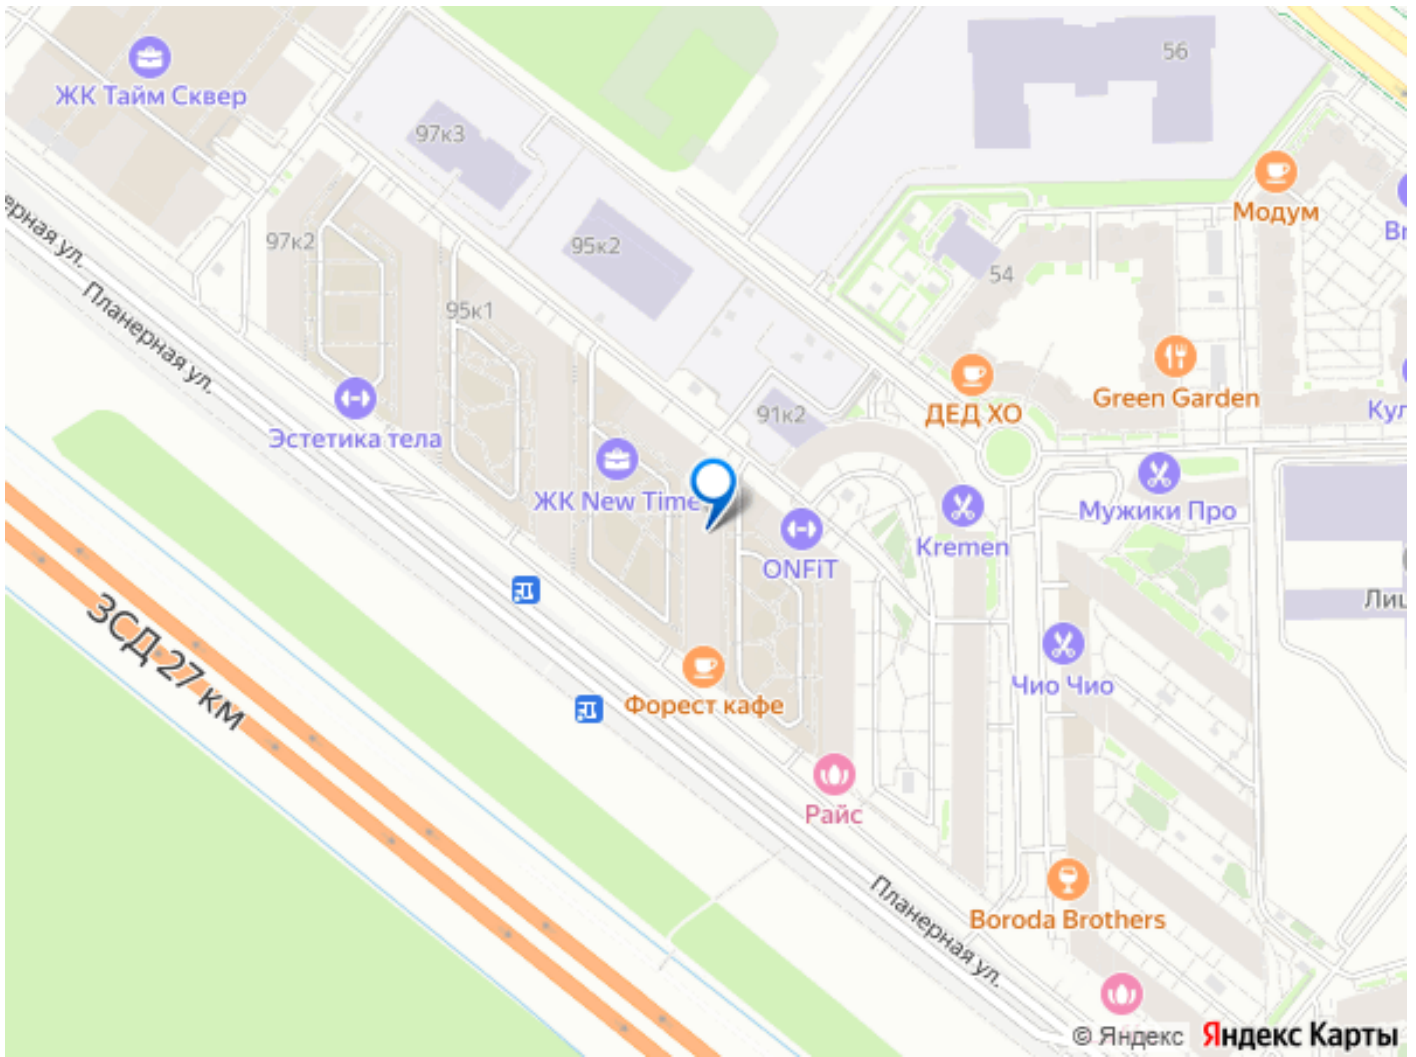 56
ЖК Тайм Сквер
97к3
Модум
97к2
95к2
54
Планерная ул.
95к1
Green Garden
ДЕД ХО
91к2
Эстетика тела
ЖК New Time
Мужики Про
Kremen
ONFiT
ЗСД 27 км
Чио Чио
Форест кафе
Райс
Планерная ул.
Boroda Brothers
© Яндекс Яндекс Карты